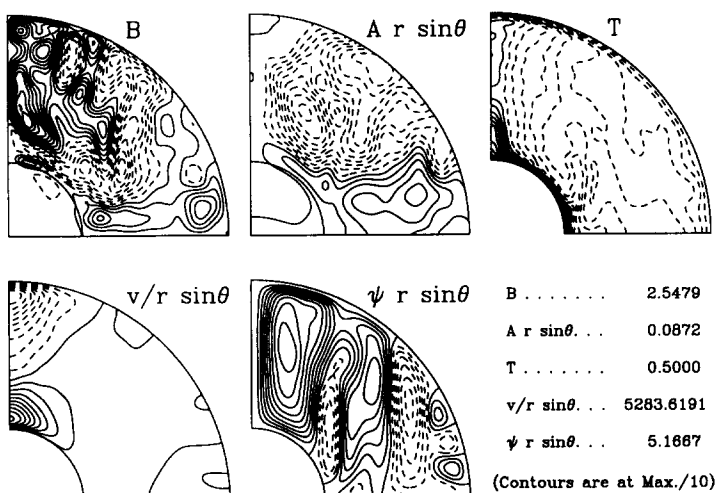 B
A r sinθ
T
v/r sinθ
ψ r sinθ
B . . . . . . . 2.5479
A r sinθ. . . 0.0872
T . . . . . . . 0.5000
v/r sinθ. . . 5283.6191
ψ r sinθ. . . 5.1667
(Contours are at Max./10)